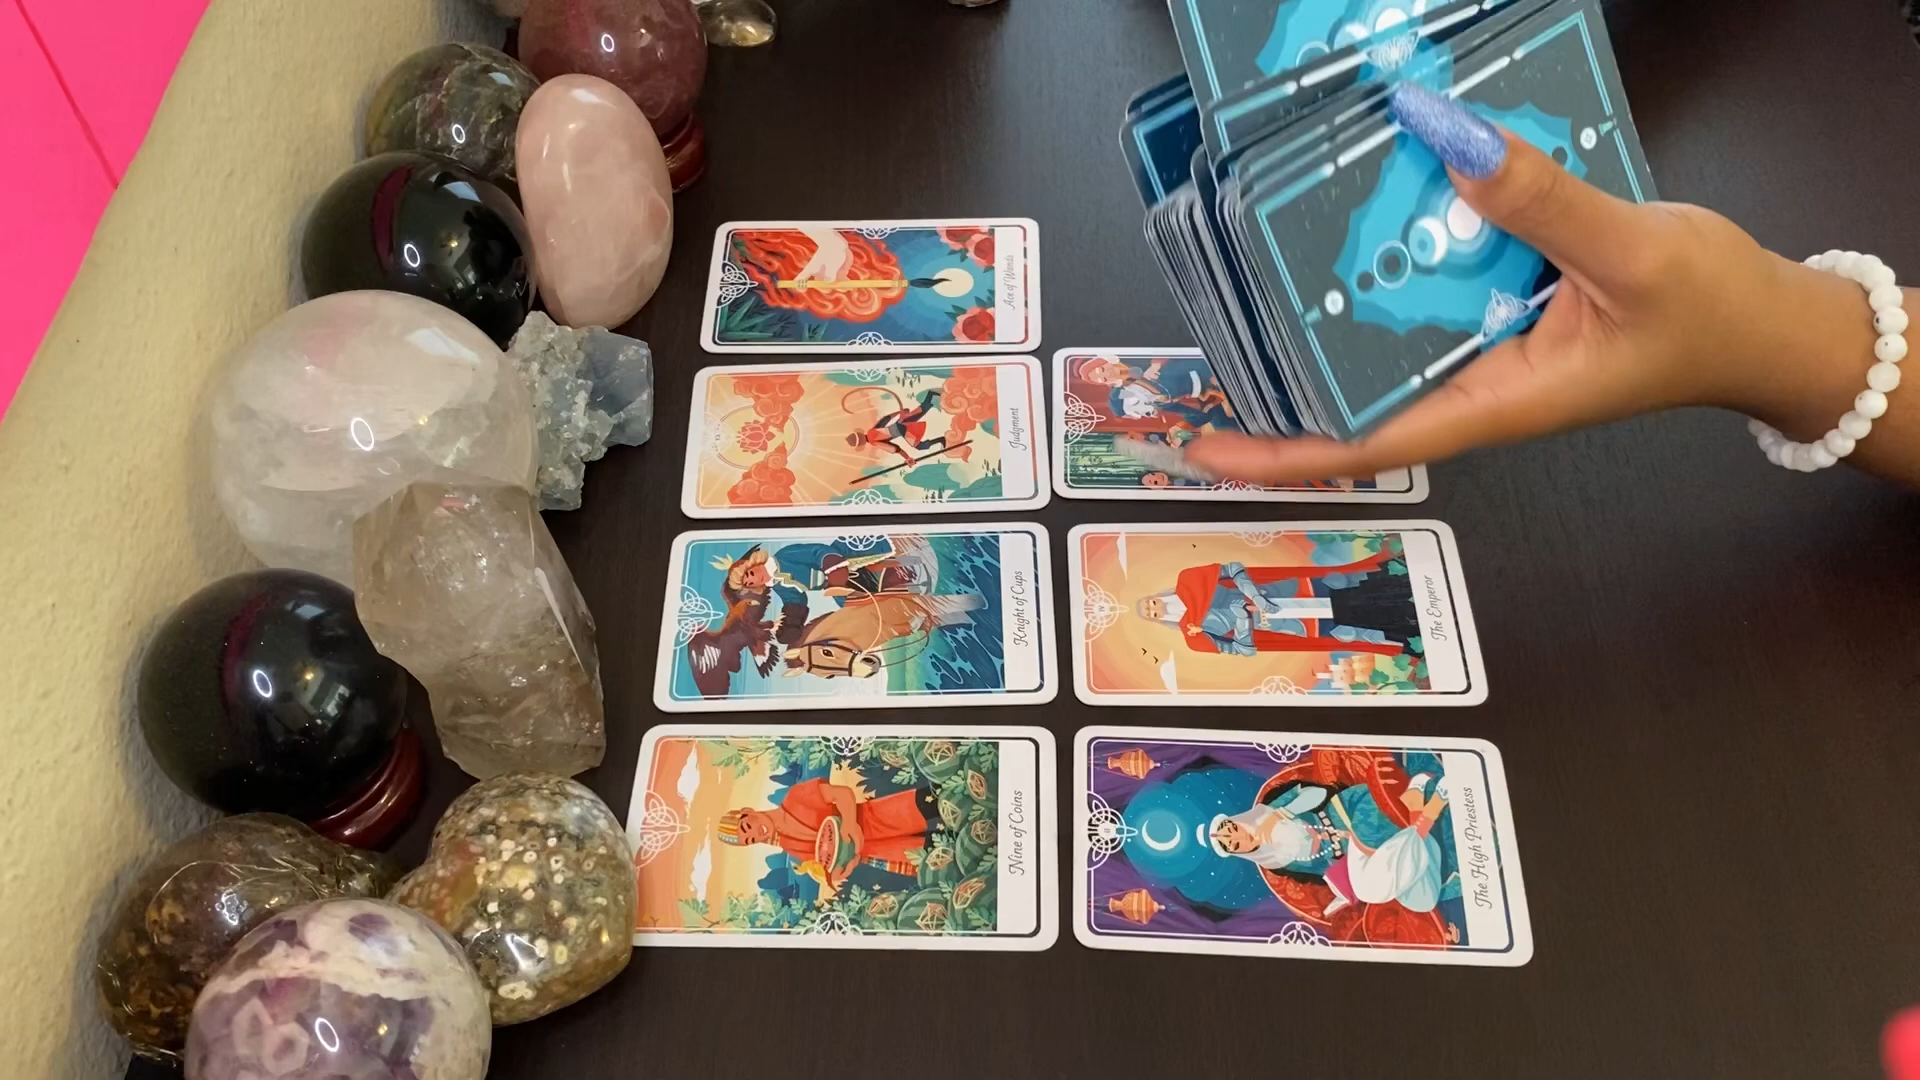 Ace of Wands
Judgment
Knight of Cups
The Emperor
Nine of Coins
The High Priestess